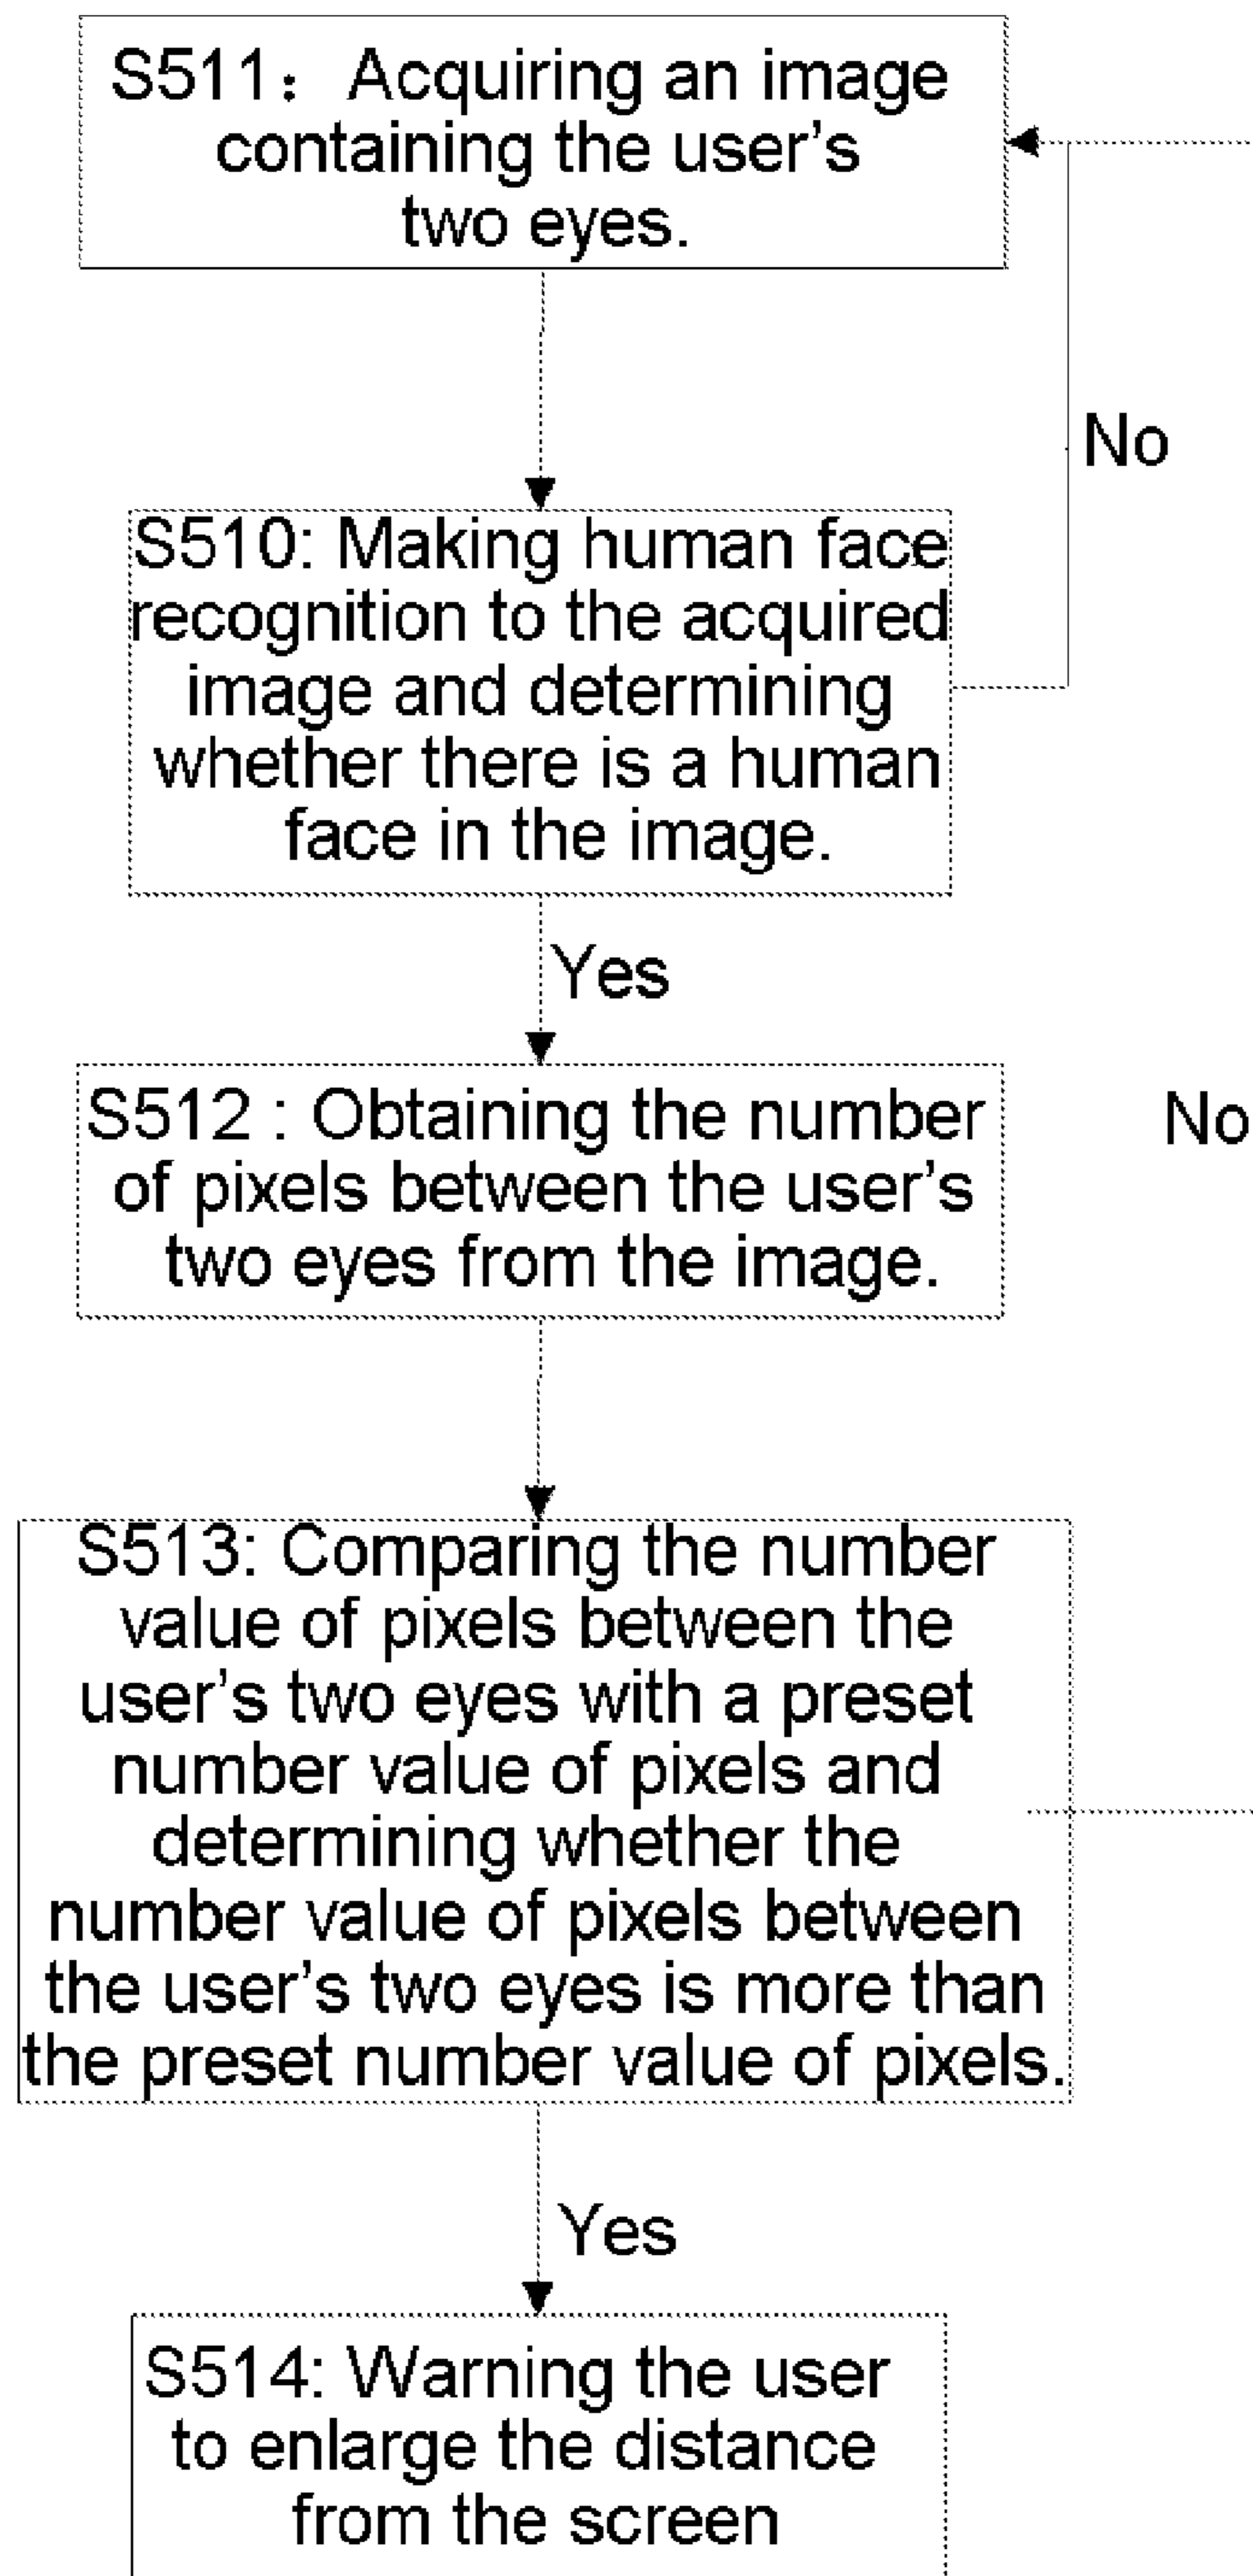 S511： Acquiring an image
containing the user's
two eyes.
No
S510: Making human face
recognition to the acquired
image and determining
whether there is a human
face in the image.
Yes
S512 : Obtaining the number
of pixels between the user's
two eyes from the image.
No
S513: Comparing the number
value of pixels between the
user's two eyes with a preset
number value of pixels and
determining whether the
number value of pixels between
the user's two eyes is more than
the preset number value of pixels.
Yes
S514: Warning the user
to enlarge the distance
from the screen